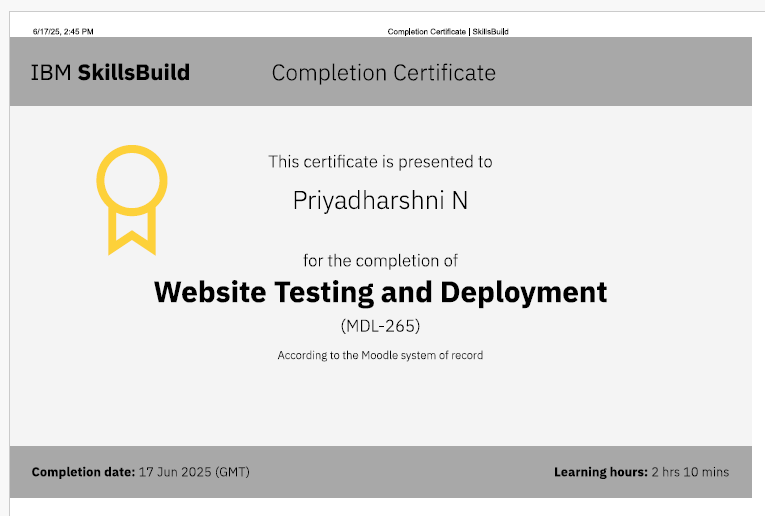 6/17/25, 2:45 PM Completion Certificate | SkillsBuild
IBM SkillsBuild Completion Certificate
This certificate is presented to
Priyadharshni N
for the completion of
Website Testing and Deployment
(MDL-265)
According to the Moodle system of record
Completion date: 17 Jun 2025 (GMT) Learning hours: 2 hrs 10 mins